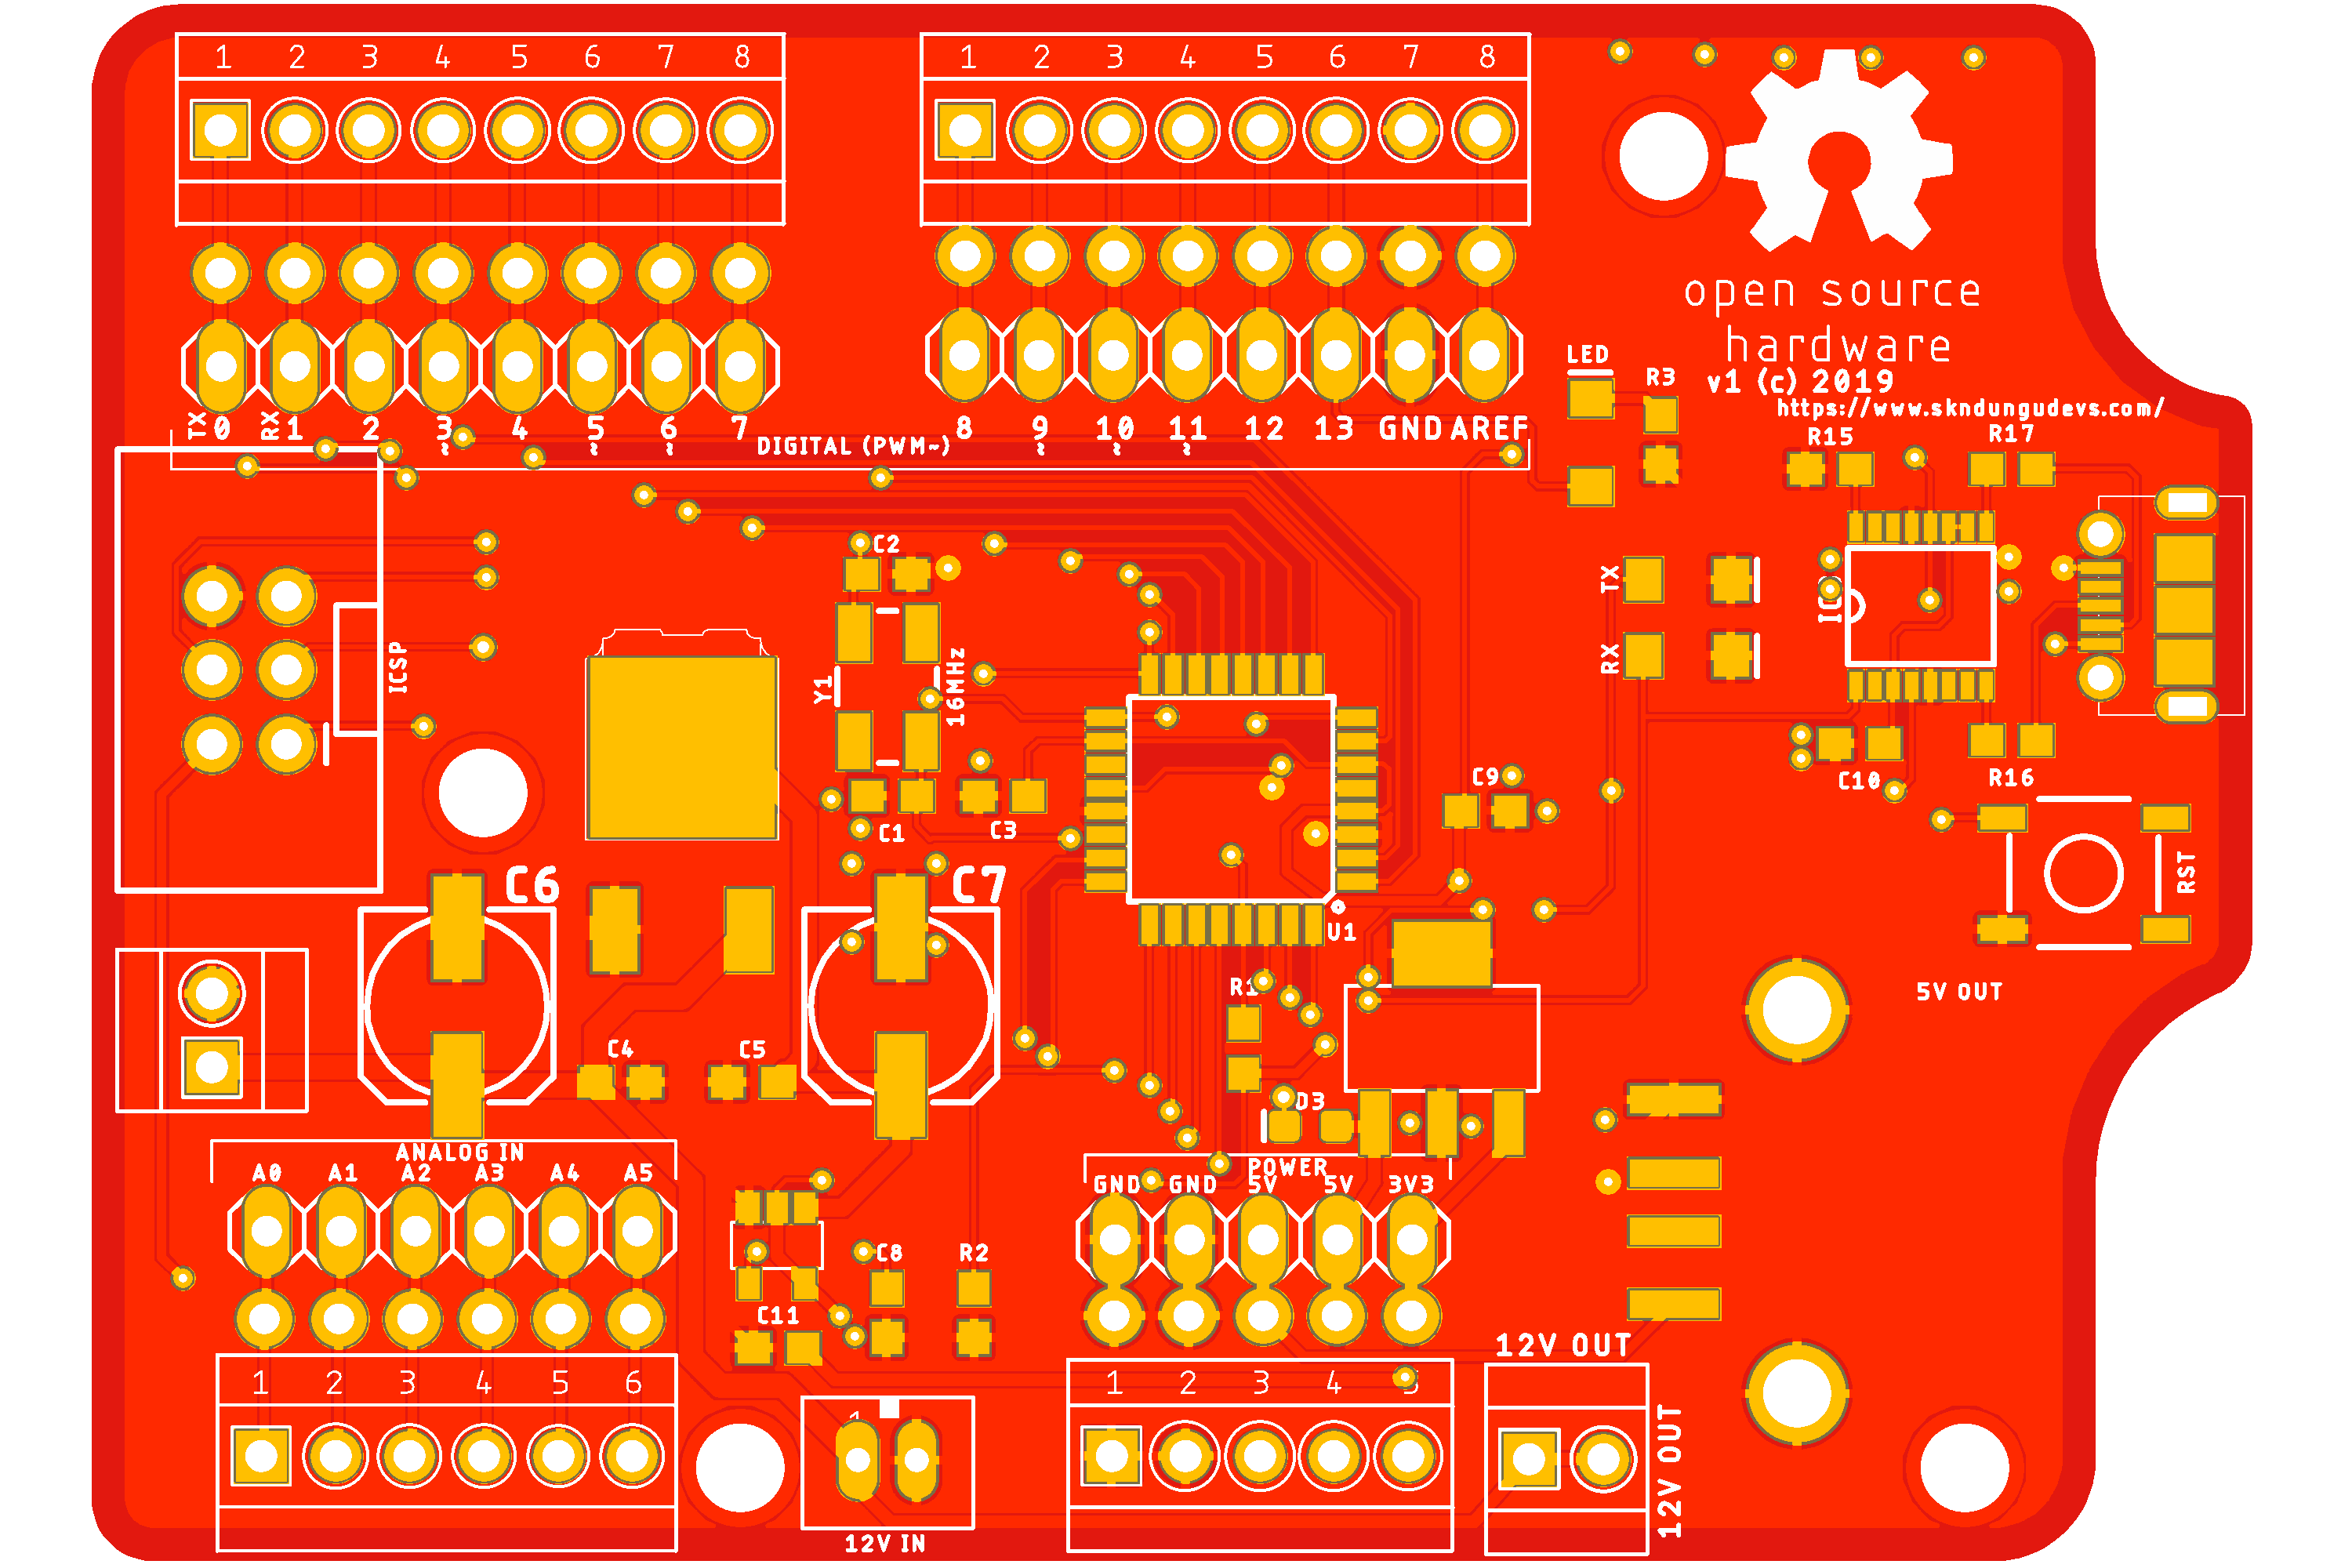 1 2 3 4 5 6 7 8
1 2 3 4 5 6 7 8
open source
hardware
v1 (c) 2019
https://www.skndungudevs.com/
LED
R3
R15
R17
TX
0
RX
1
2
3
~
4
5
~
6
~
7
8
9
~
10
~
11
~
12
13
GND
AREF
DIGITAL (PWM~)
C2
TX
RX
ICSP
Y1
16MHz
C1
C3
C9
C10
R16
RST
C6
C7
U1
R1
5V OUT
C4
C5
D3
ANALOG IN
A0 A1 A2 A3 A4 A5
POWER
GND GND 5V 5V 3V3
C8
R2
C11
12V OUT
1 2 3 4 5 6
1
1 2 3 4
12V OUT
12V IN